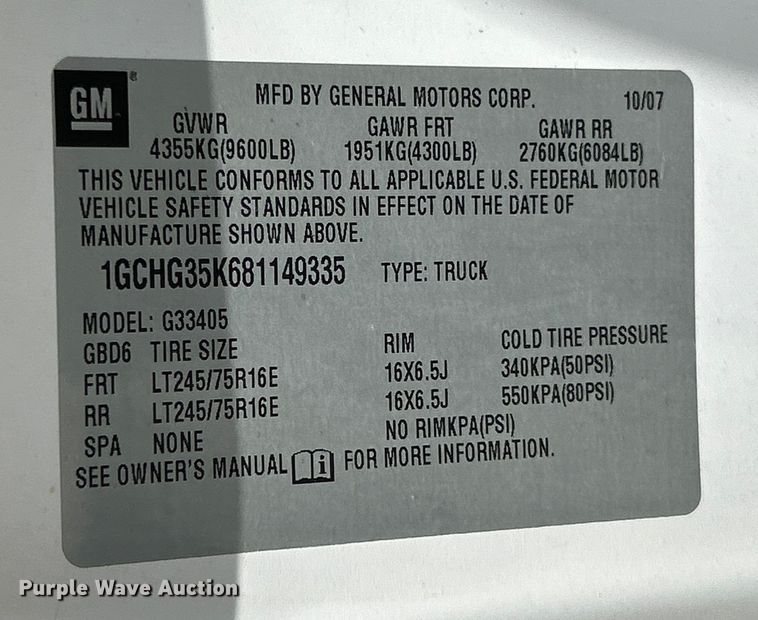 GM® MFD BY GENERAL MOTORS CORP. 10/07
GVWR GAWR FRT GAWR RR
4355KG(9600LB) 1951KG(4300LB) 2760KG(6084LB)
THIS VEHICLE CONFORMS TO ALL APPLICABLE U.S. FEDERAL MOTOR
VEHICLE SAFETY STANDARDS IN EFFECT ON THE DATE OF
MANUFACTURE SHOWN ABOVE.
1GCHG35K681149335 TYPE: TRUCK
MODEL: G33405
GBD6 TIRE SIZE RIM COLD TIRE PRESSURE
FRT LT245/75R16E 16X6.5J 340KPA(50PSI)
RR LT245/75R16E 16X6.5J 550KPA(80PSI)
SPA NONE NO RIMKPA(PSI)
SEE OWNER'S MANUAL i FOR MORE INFORMATION.
Purple Wave Auction